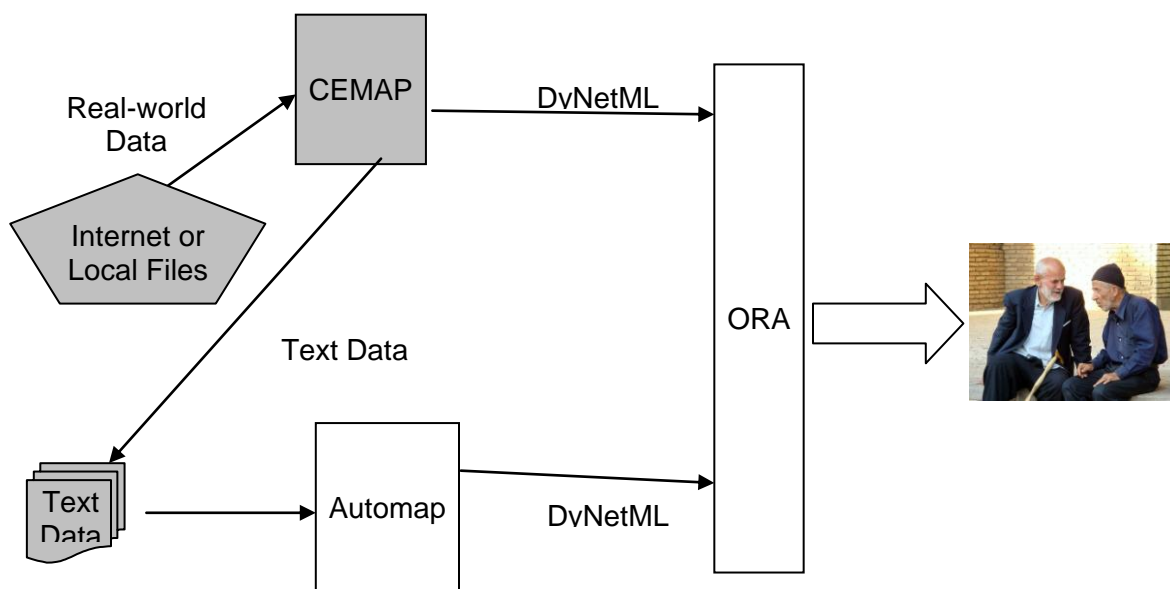 CEMAP
DyNetML
Real-world
Data
Internet or
Local Files
ORA
Text Data
Text
Data
Automap
DyNetML